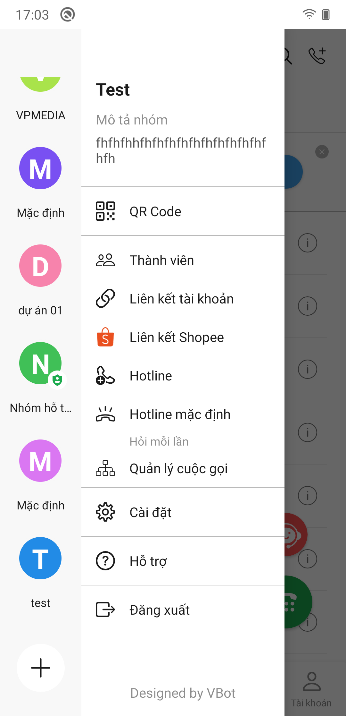 17:03
VPMEDIA
M
Mặc định
D
dự án 01
N
Nhóm hỗ t...
M
Mặc định
T
test
Test
Mô tả nhóm
fhfhfhhfhfhfhfhfhfhfhfhfhfhf
hfh
QR Code
Thành viên
Liên kết tài khoản
Liên kết Shopee
Hotline
Hotline mặc định
Hỏi mỗi lần
Quản lý cuộc gọi
Cài đặt
Hỗ trợ
Đăng xuất
Designed by VBot
Tài khoản